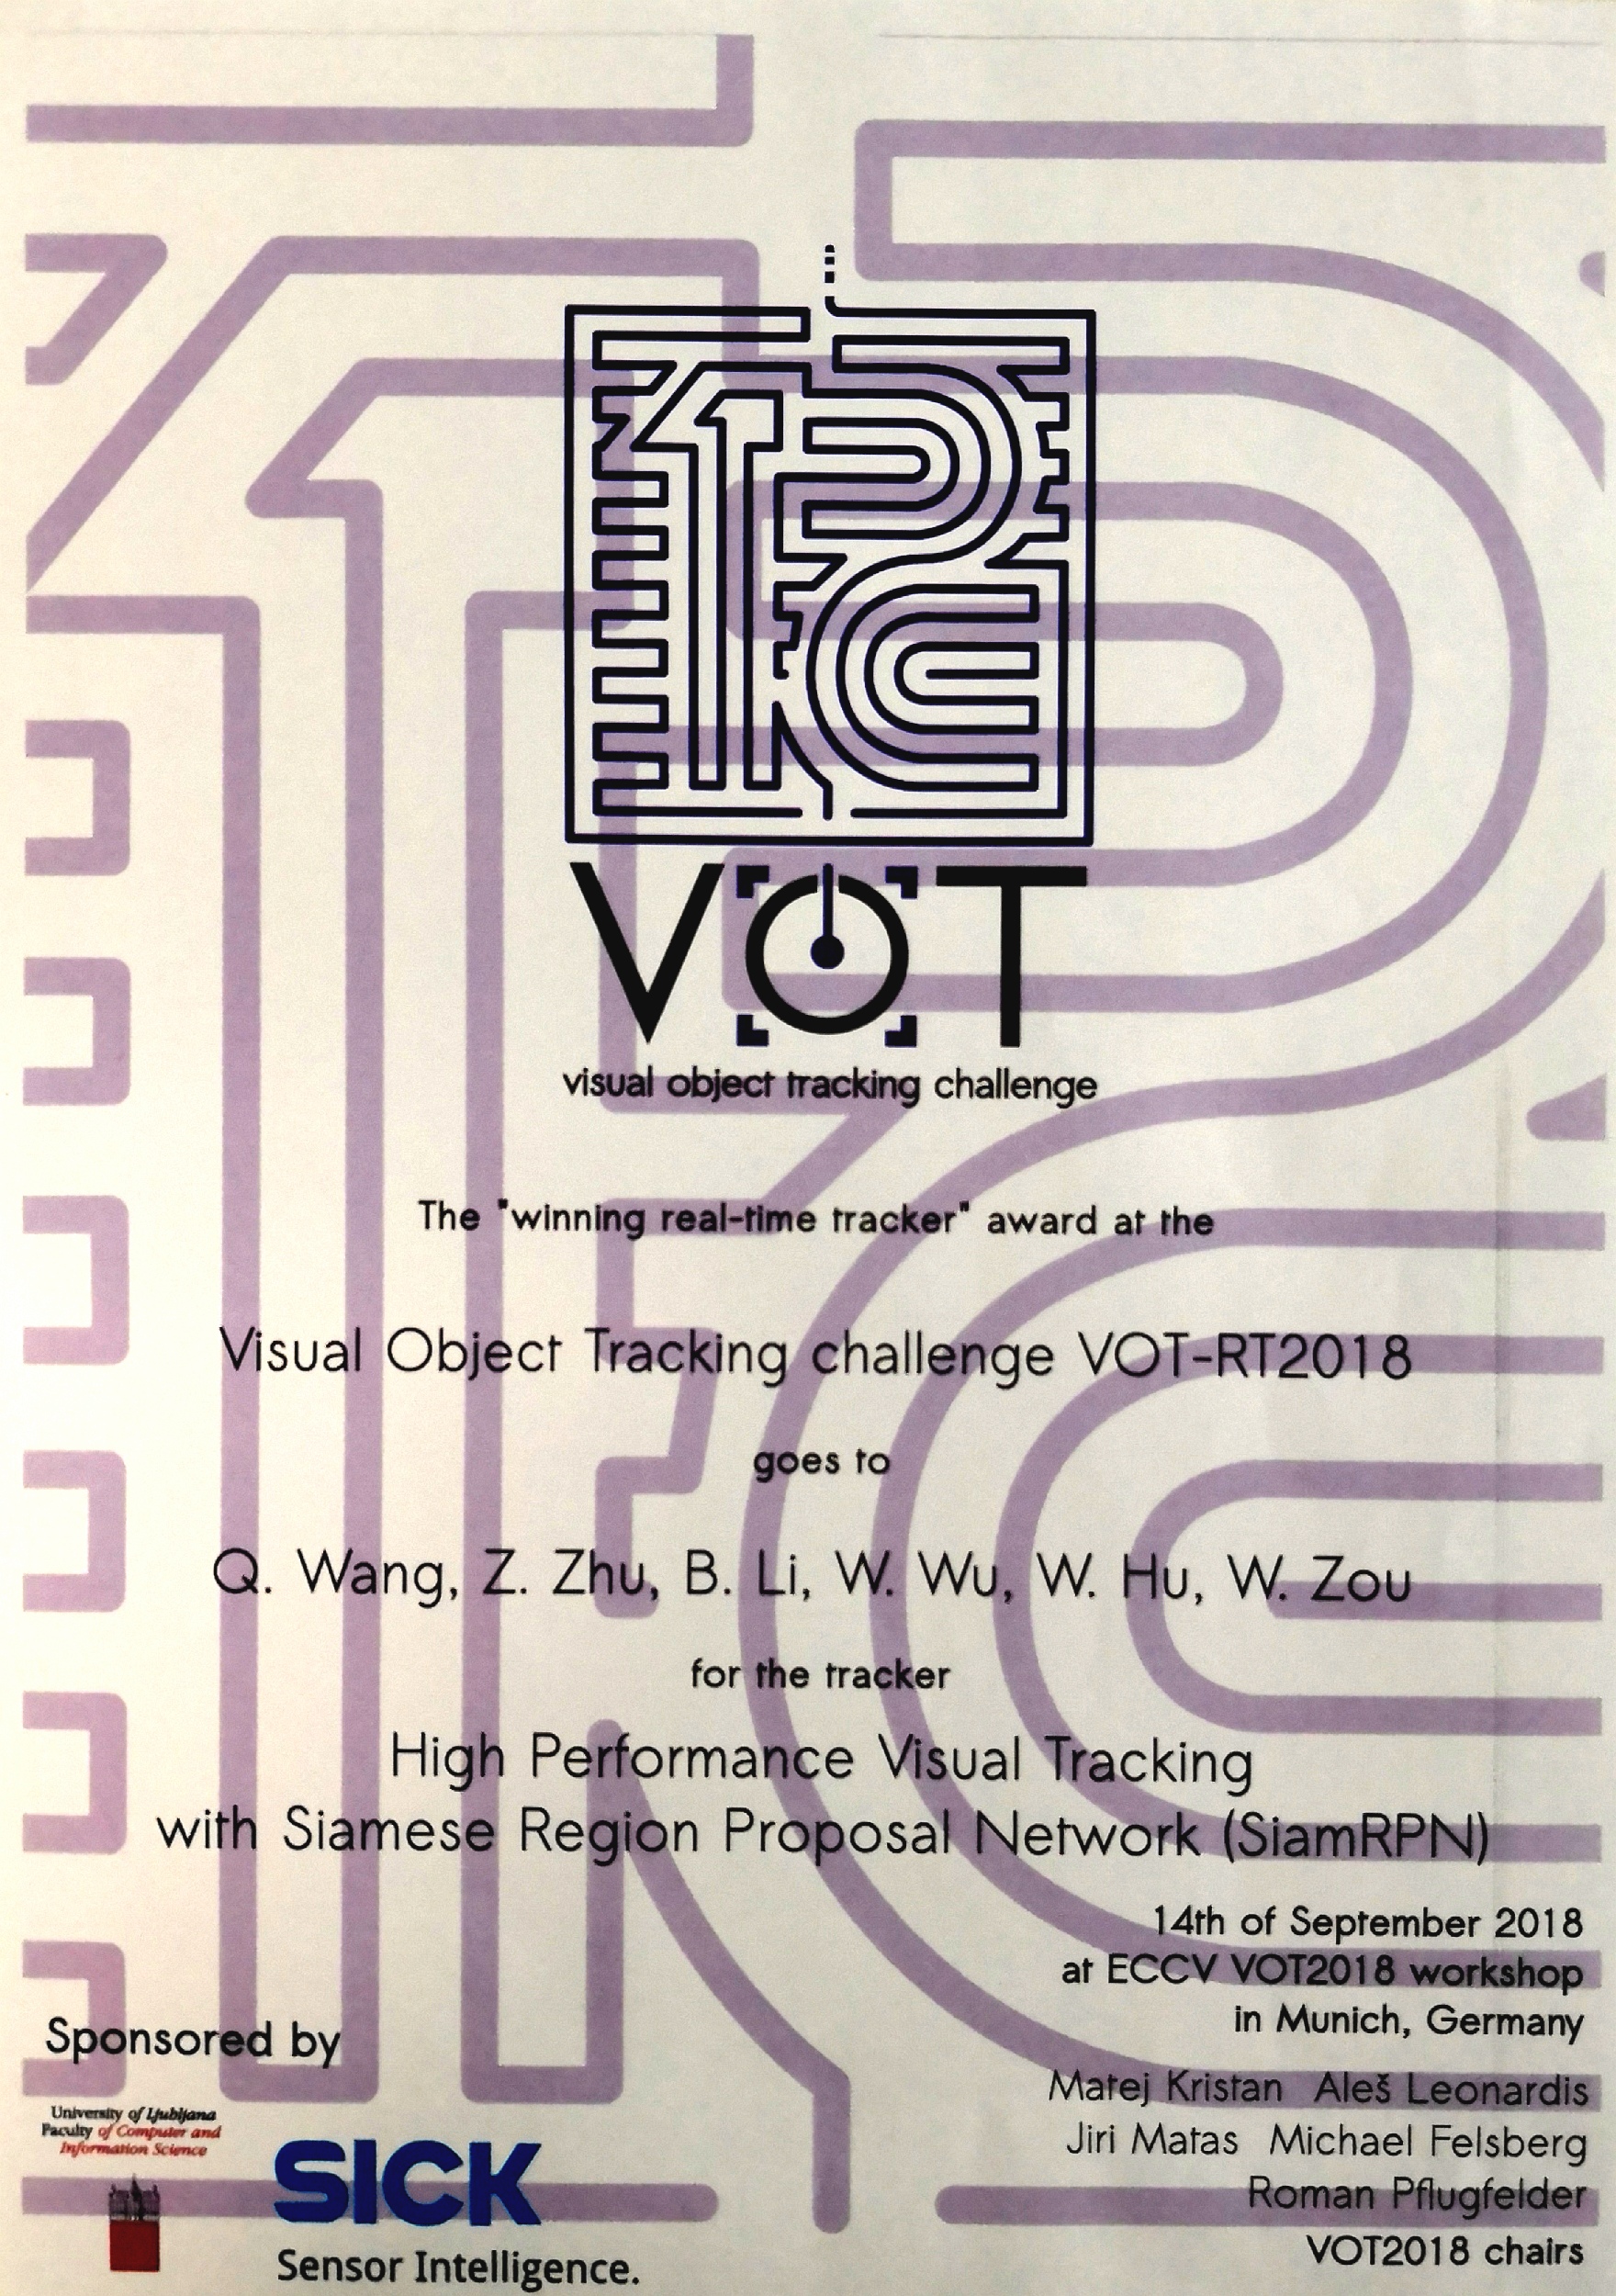 VOT
visual object tracking challenge
The "winning real-time tracker" award at the
Visual Object Tracking challenge VOT-RT2018
goes to
Q. Wang, Z. Zhu, B. Li, W. Wu, W. Hu, W. Zou
for the tracker
High Performance Visual Tracking
with Siamese Region Proposal Network (SiamRPN)
14th of September 2018
at ECCV VOT2018 workshop
in Munich, Germany
Matej Kristan Aleš Leonardis
Jiri Matas Michael Felsberg
Roman Pflugfelder
VOT2018 chairs
Sponsored by
University of Ljubljana
Faculty of Computer and
Information Science
SICK
Sensor Intelligence.